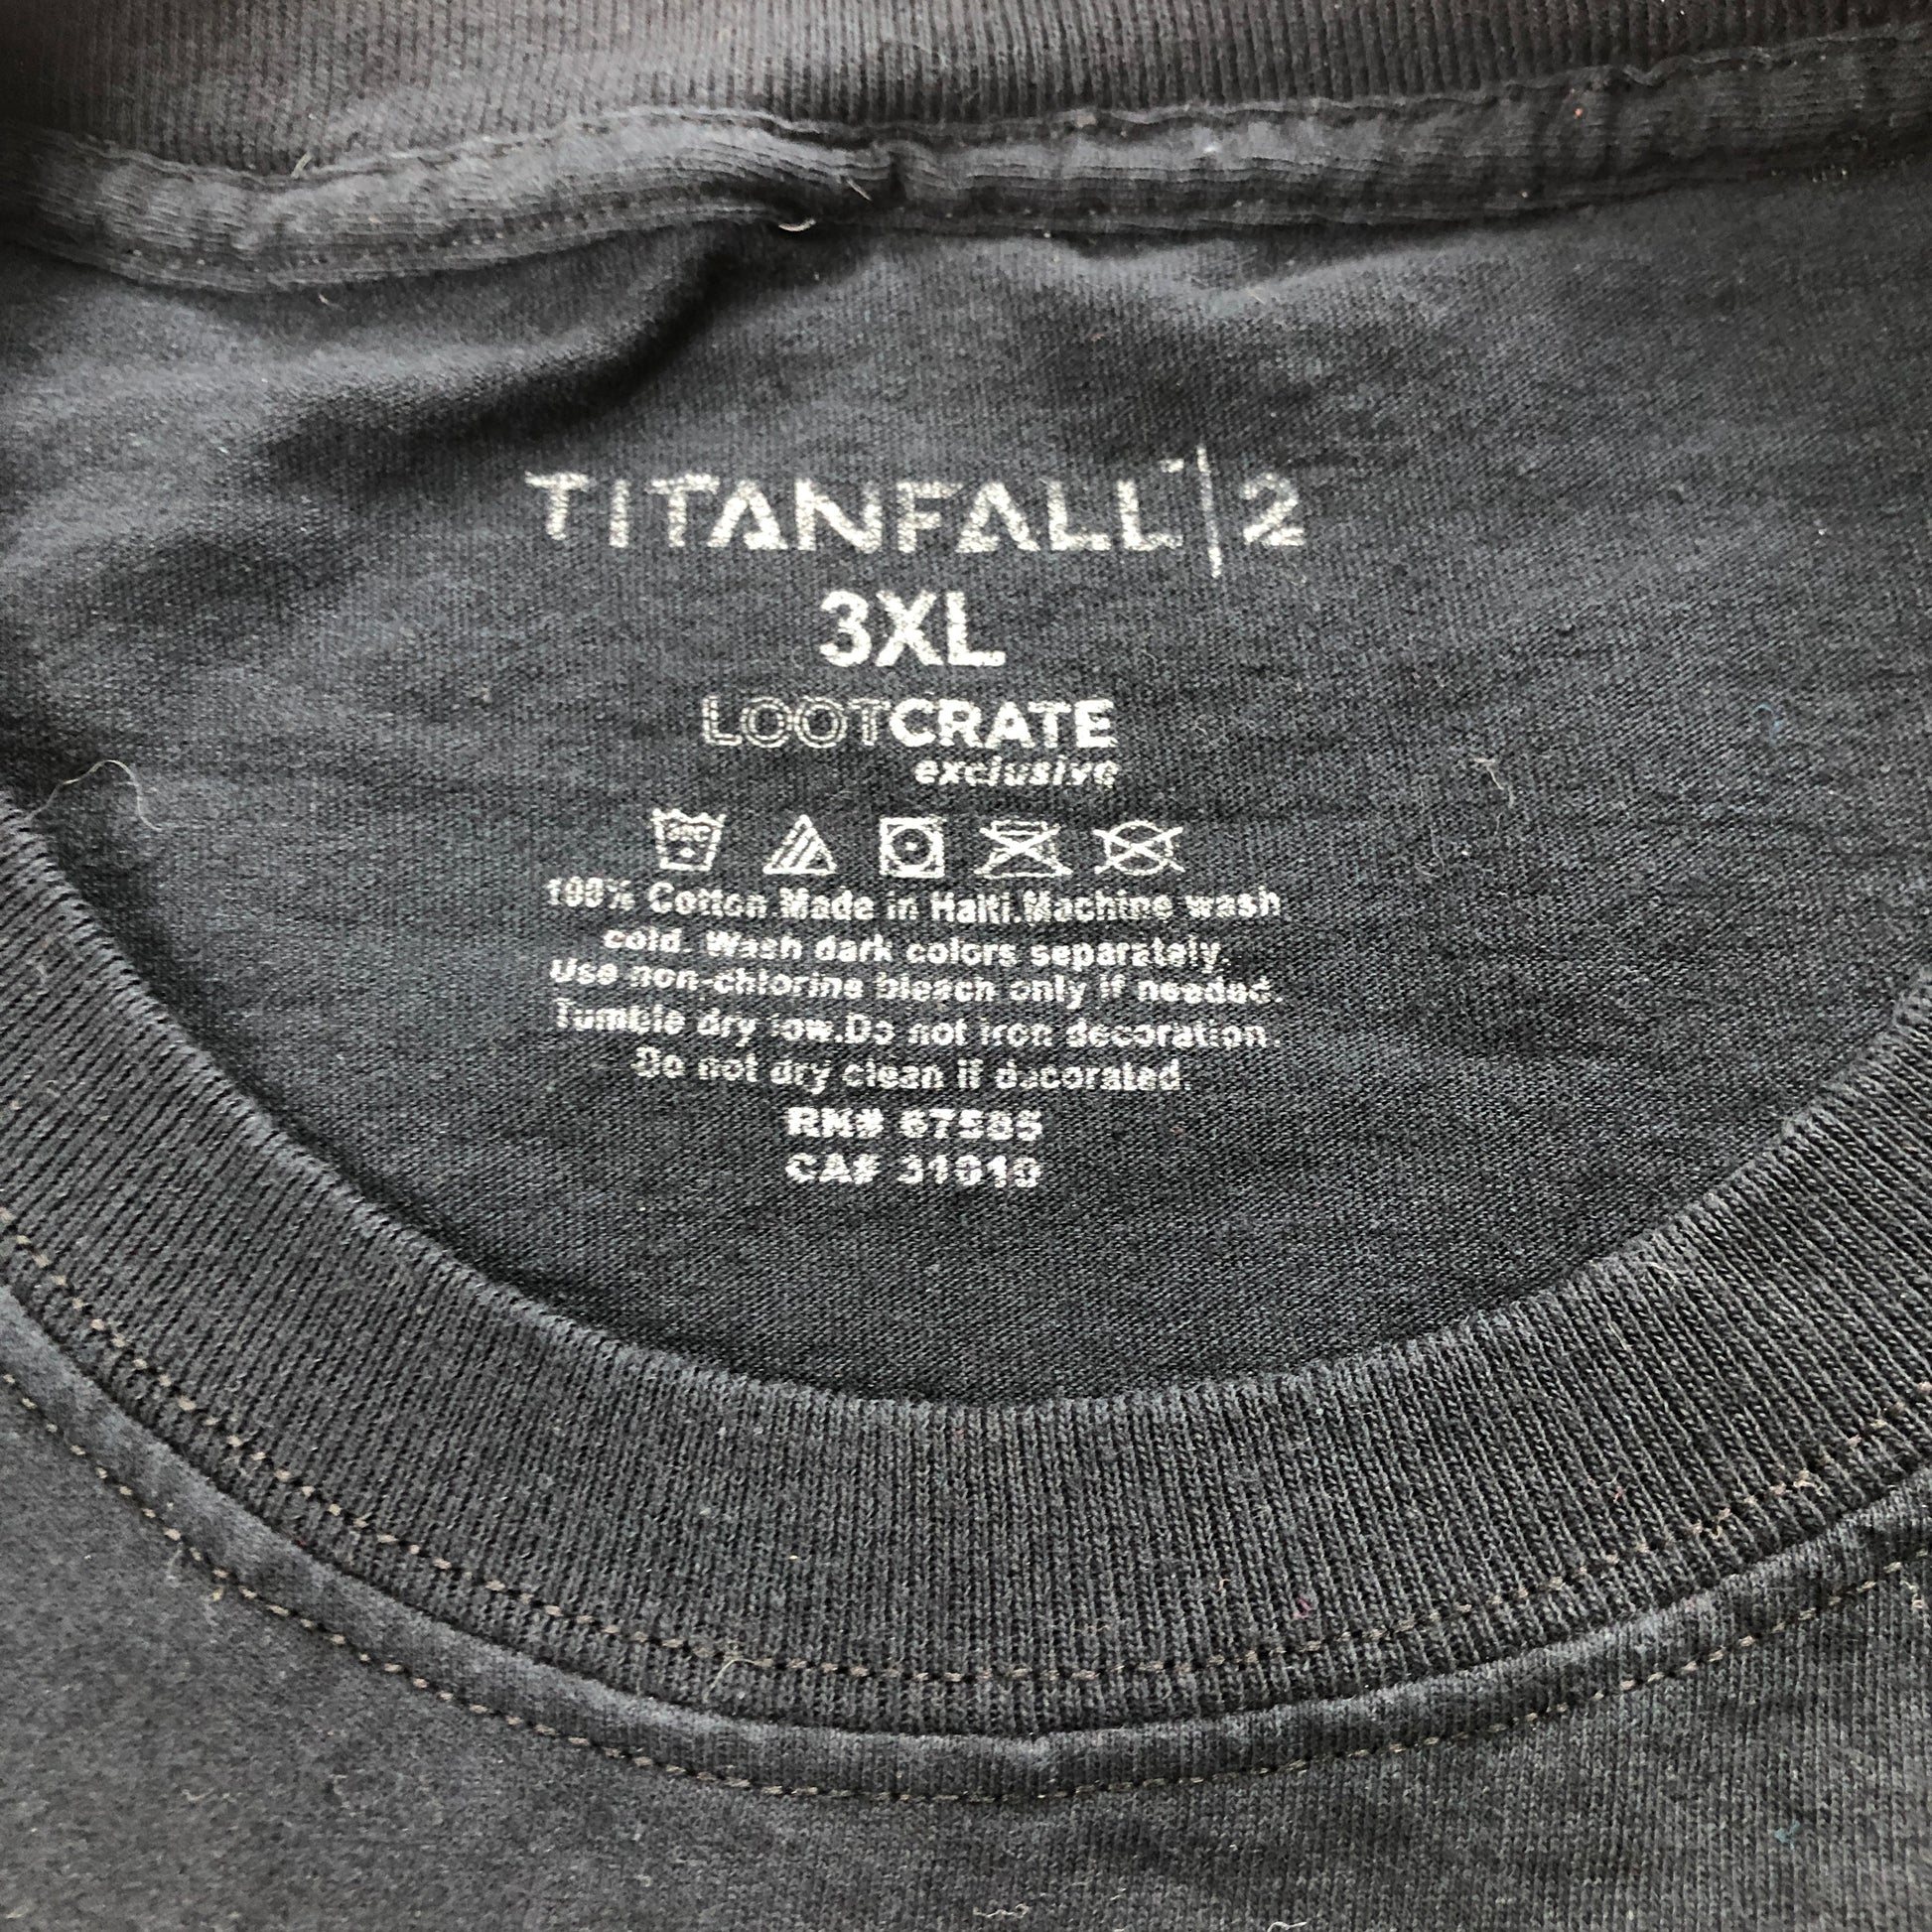 TITANFALL | 2
3XL
LOOTCRATE
exclusive
100% Cotton.Made in Haiti.Machine wash
cold. Wash dark colors separately.
Use non-chlorine bleach only if needed.
Tumble dry low.Do not iron decoration.
Do not dry clean if decorated.
RN# 67585
CA#